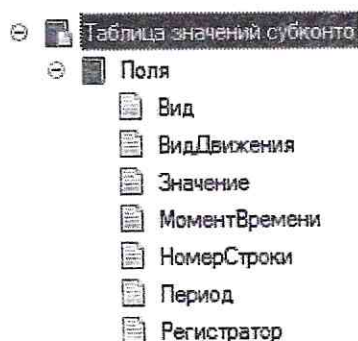 Таблица значений субконто
Поля
Вид
ВидДвижения
Значение
МоментВремени
НомерСтроки
Период
Регистратор